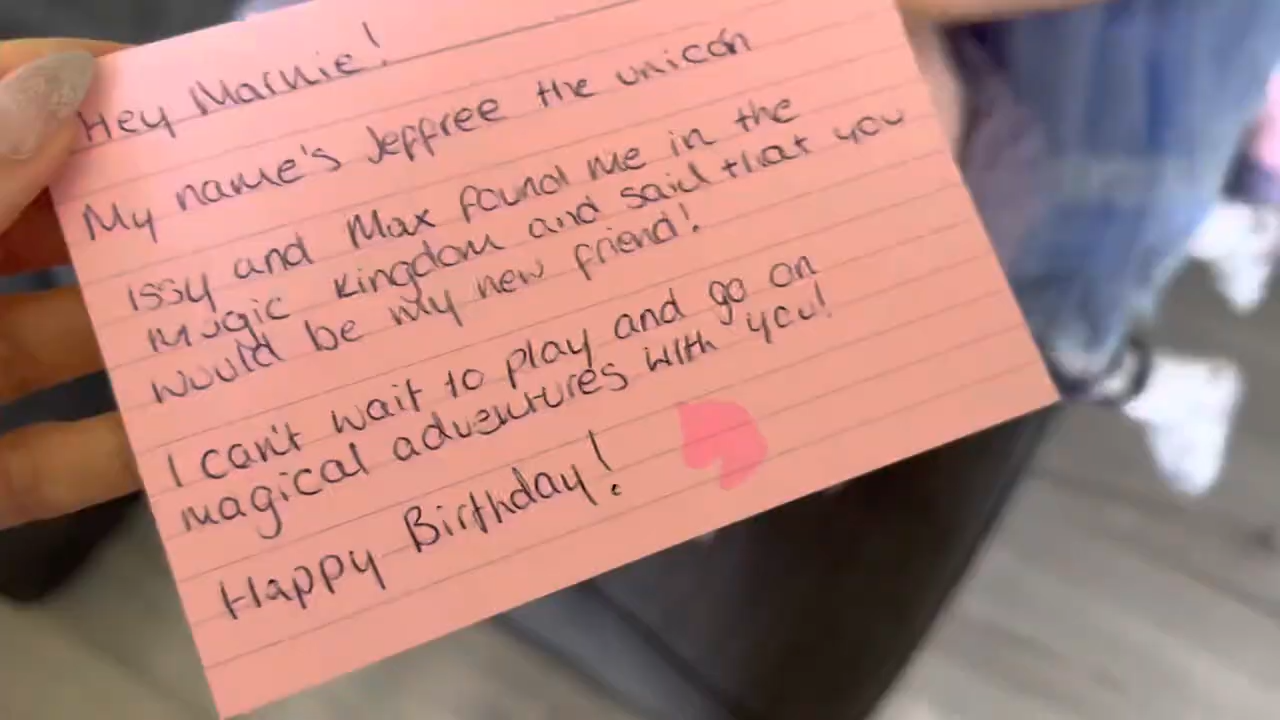 Hey Marnie!
My name's Jeffree the unicon
issy and Max found me in the
magic kingdom and said that you
would be my new friend!
I can't wait to play and go on
magical adventures with you!
Happy Birthday!